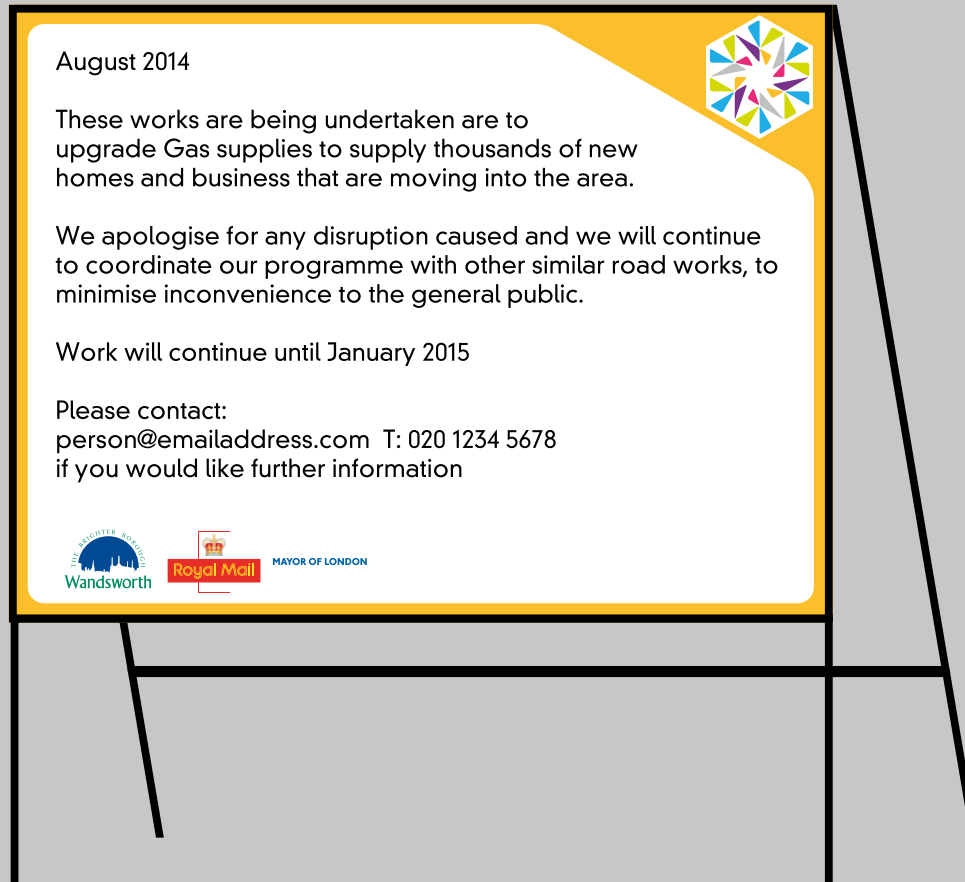 August 2014
These works are being undertaken are to
upgrade Gas supplies to supply thousands of new
homes and business that are moving into the area.
We apologise for any disruption caused and we will continue
to coordinate our programme with other similar road works, to
minimise inconvenience to the general public.
Work will continue until January 2015
Please contact:
person@emailaddress.com  T: 020 1234 5678
if you would like further information
THE BRIGHTER BOROUGH
Wandsworth
Royal Mail
MAYOR OF LONDON